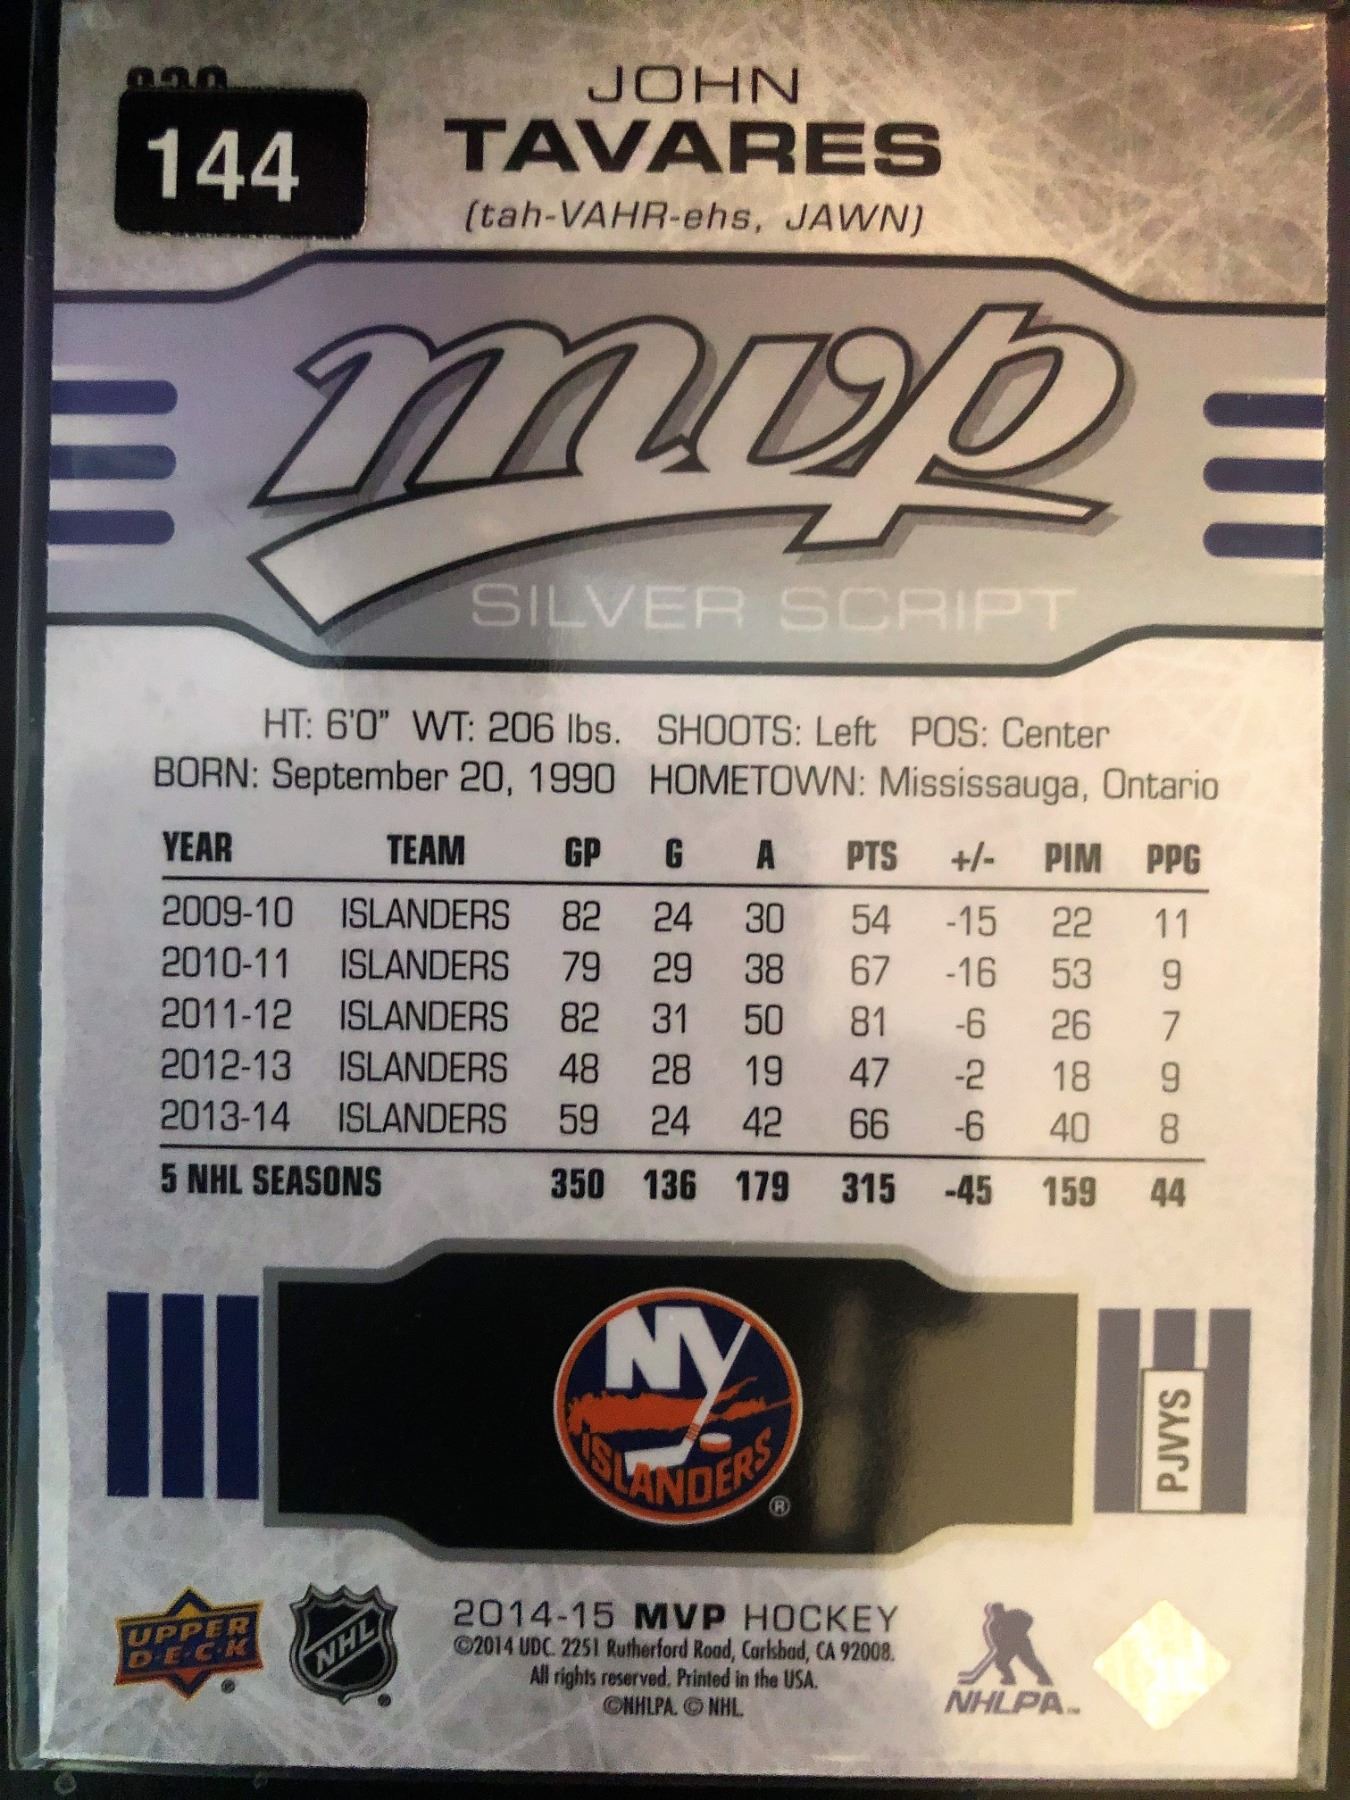 144
JOHN
TAVARES
(tah-VAHR-ehs, JAWN)
mvp
SILVER SCRIPT
HT: 6'0" WT: 206 lbs. SHOOTS: Left POS: Center
BORN: September 20, 1990 HOMETOWN: Mississauga, Ontario
YEAR TEAM GP G A PTS +/- PIM PPG
2009-10 ISLANDERS 82 24 30 54 -15 22 11
2010-11 ISLANDERS 79 29 38 67 -16 53 9
2011-12 ISLANDERS 82 31 50 81 -6 26 7
2012-13 ISLANDERS 48 28 19 47 -2 18 9
2013-14 ISLANDERS 59 24 42 66 -6 40 8
5 NHL SEASONS 350 136 179 315 -45 159 44
NY
ISLANDERS
®
PJVYS
UPPER
D·E·C·K
®
NHL
®
2014-15 MVP HOCKEY
©2014 UDC. 2251 Rutherford Road, Carlsbad, CA 92008.
All rights reserved. Printed in the USA.
©NHLPA. © NHL.
NHLPA™